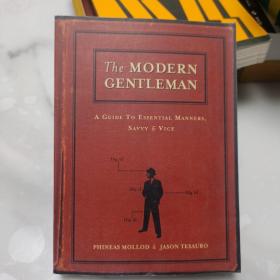 The MODERN
GENTLEMAN
A GUIDE TO ESSENTIAL MANNERS,
SAVVY & VICE
PHINEAS MOLLOD & JASON TESAURO